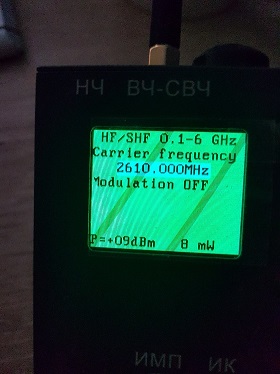 НЧ ВЧ-СВЧ
HF/SHF 0.1-6 GHz
Carrier frequency
2610.000MHz
Modulation OFF
P=+09dBm 8 mW
ИМП ИК